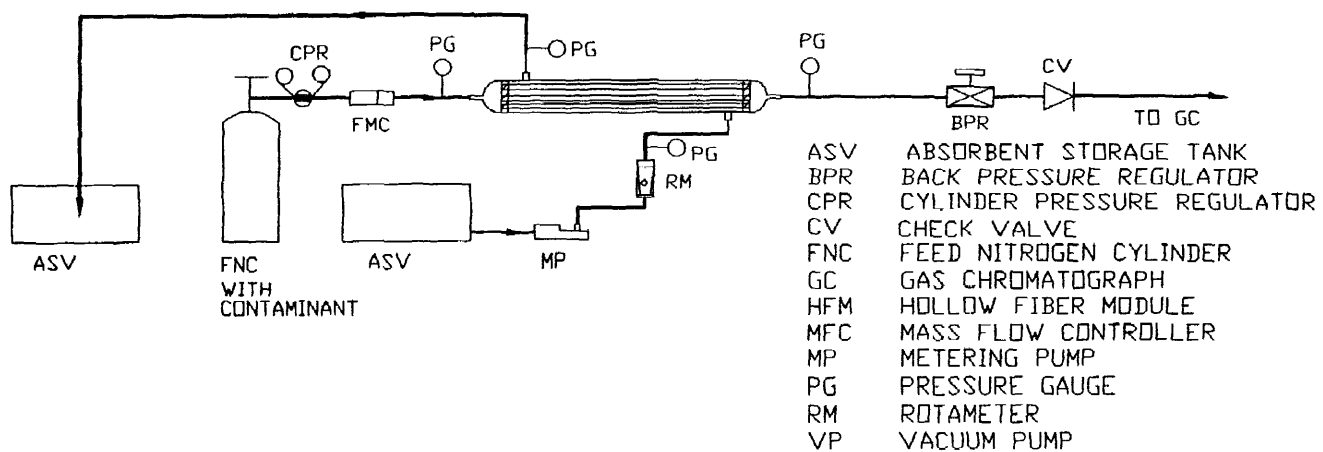 CPR
PG
PG
PG
CV
FMC
BPR
TO GC
PG
RM
ASV
FNC
WITH
CONTAMINANT
ASV
MP
ASV ABSORBENT STORAGE TANK
BPR BACK PRESSURE REGULATOR
CPR CYLINDER PRESSURE REGULATOR
CV CHECK VALVE
FNC FEED NITROGEN CYLINDER
GC GAS CHROMATOGRAPH
HFM HOLLOW FIBER MODULE
MFC MASS FLOW CONTROLLER
MP METERING PUMP
PG PRESSURE GAUGE
RM ROTAMETER
VP VACUUM PUMP